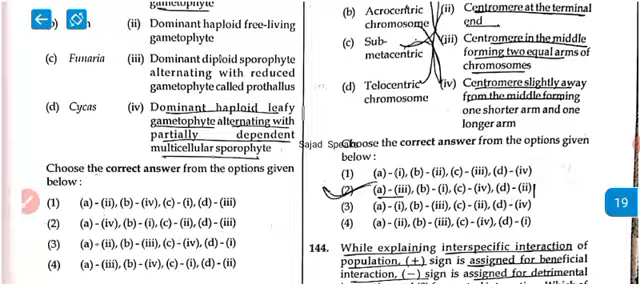 gametophyte
(ii) Dominant haploid free-living
gametophyte
(c) Funaria (iii) Dominant diploid sporophyte
alternating with reduced
gametophyte called prothallus
(d) Cycas (iv) Dominant haploid leafy
gametophyte alternating with
partially dependent
multicellular sporophyte
Choose the correct answer from the options given
below :
(1) (a) - (ii), (b) - (iv), (c) - (i), (d) - (iii)
(2) (a) - (iv), (b) - (i), (c) - (ii), (d) - (iii)
(3) (a) - (ii), (b) - (iii), (c) - (iv), (d) - (i)
(4) (a) - (iii), (b) - (iv), (c) - (i), (d) - (ii)
(b) Acrocentric (ii) Centromere at the terminal
chromosome end
(c) Sub- (iii) Centromere in the middle
metacentric forming two equal arms of
chromosomes
(d) Telocentric (iv) Centromere slightly away
chromosome from the middle forming
one shorter arm and one
longer arm
Sajad Speaks
Choose the correct answer from the options given
below :
(1) (a) - (i), (b) - (ii), (c) - (iii), (d) - (iv)
(2) (a) - (iii), (b) - (i), (c) - (iv), (d) - (ii)
(3) (a) - (i), (b) - (iii), (c) - (ii), (d) - (iv)
(4) (a) - (ii), (b) - (iii), (c) - (iv), (d) - (i)
19
144. While explaining interspecific interaction of
population, (+) sign is assigned for beneficial
interaction, (−) sign is assigned for detrimental